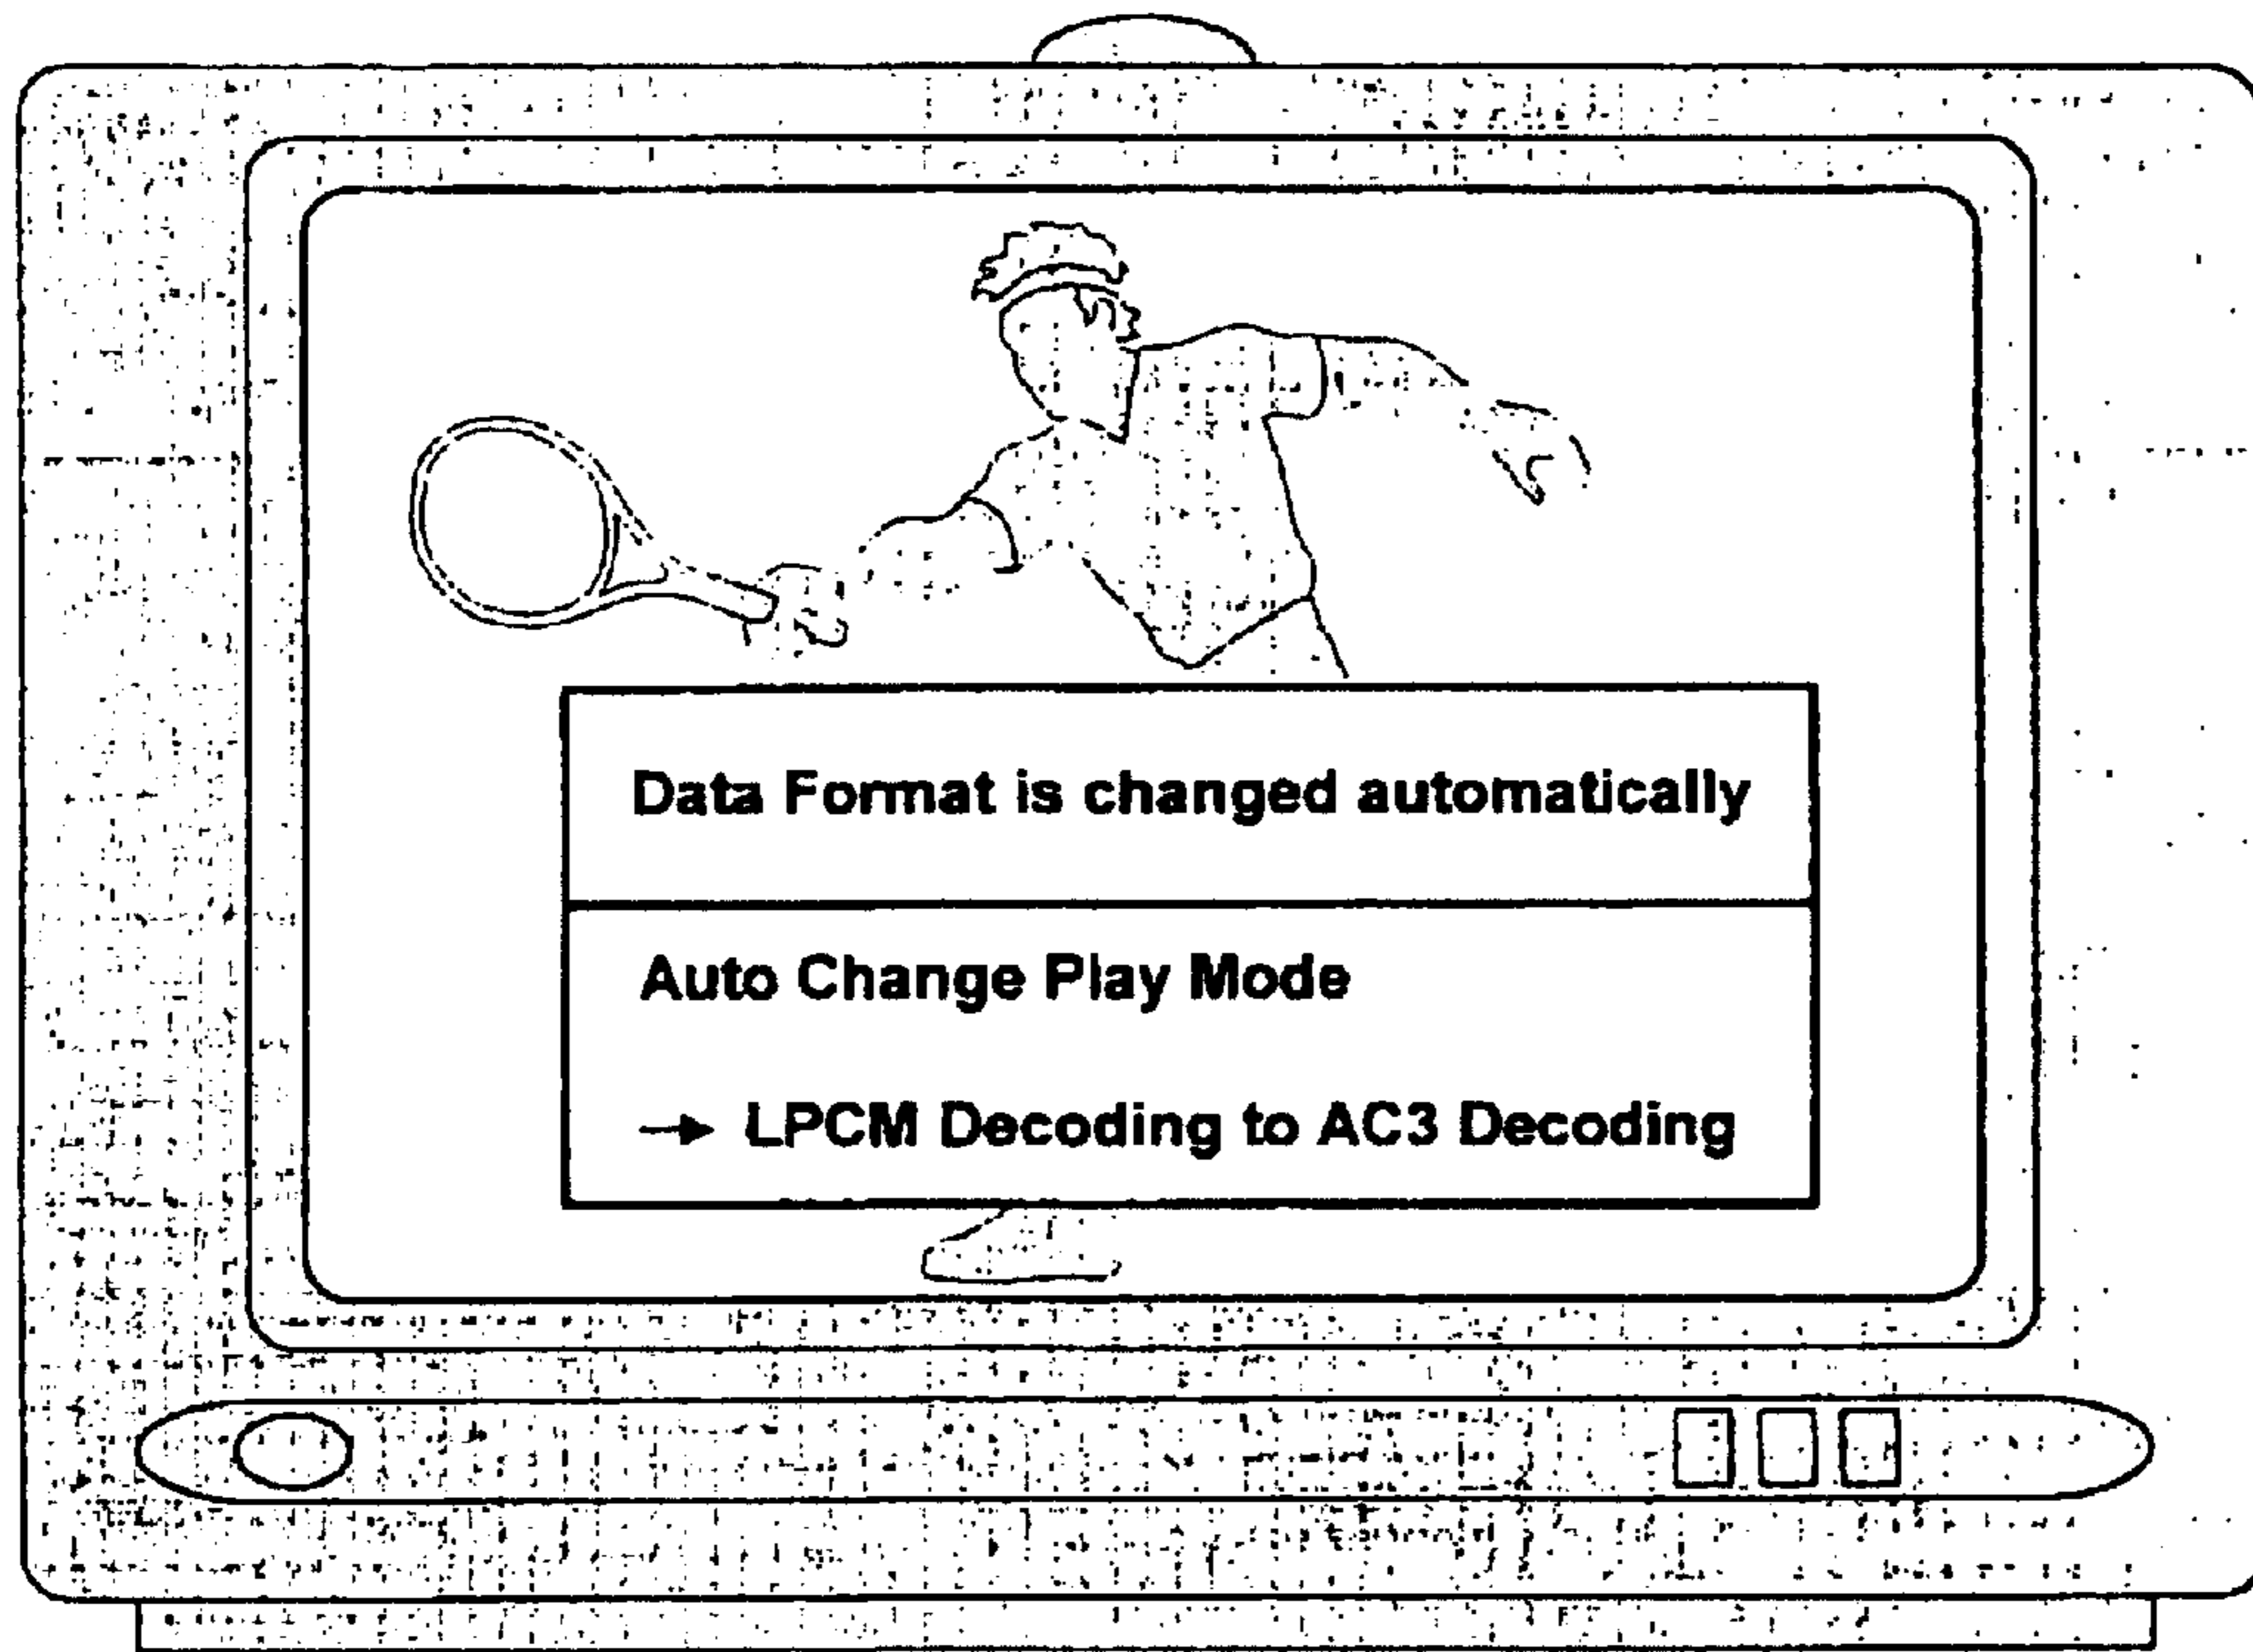 Data Format is changed automatically
Auto Change Play Mode
→ LPCM Decoding to AC3 Decoding